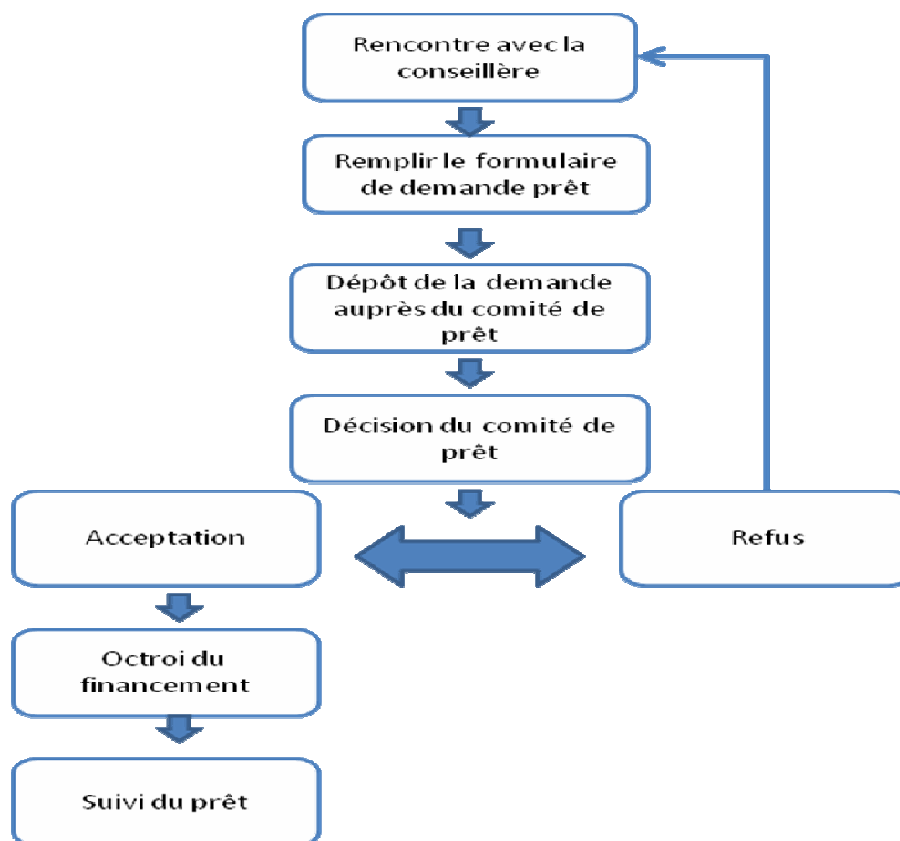 Rencontre avec la
conseillère
Remplir le formulaire
de demande prêt
Dépôt de la demande
auprès du comité de
prêt
Décision du comité de
prêt
Acceptation
Refus
Octroi du
financement
Suivi du prêt